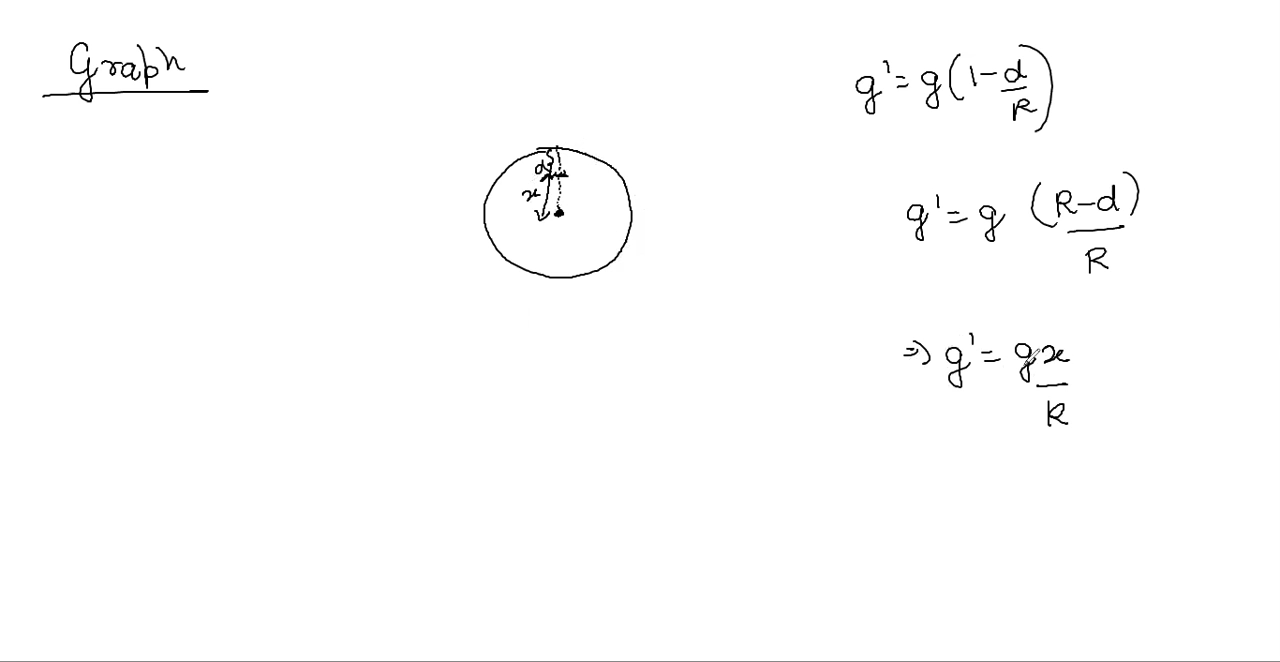 Graph
g' = g(1 - d/R)
d
x
g' = g (R-d)/R
⇒ g' = gx/R